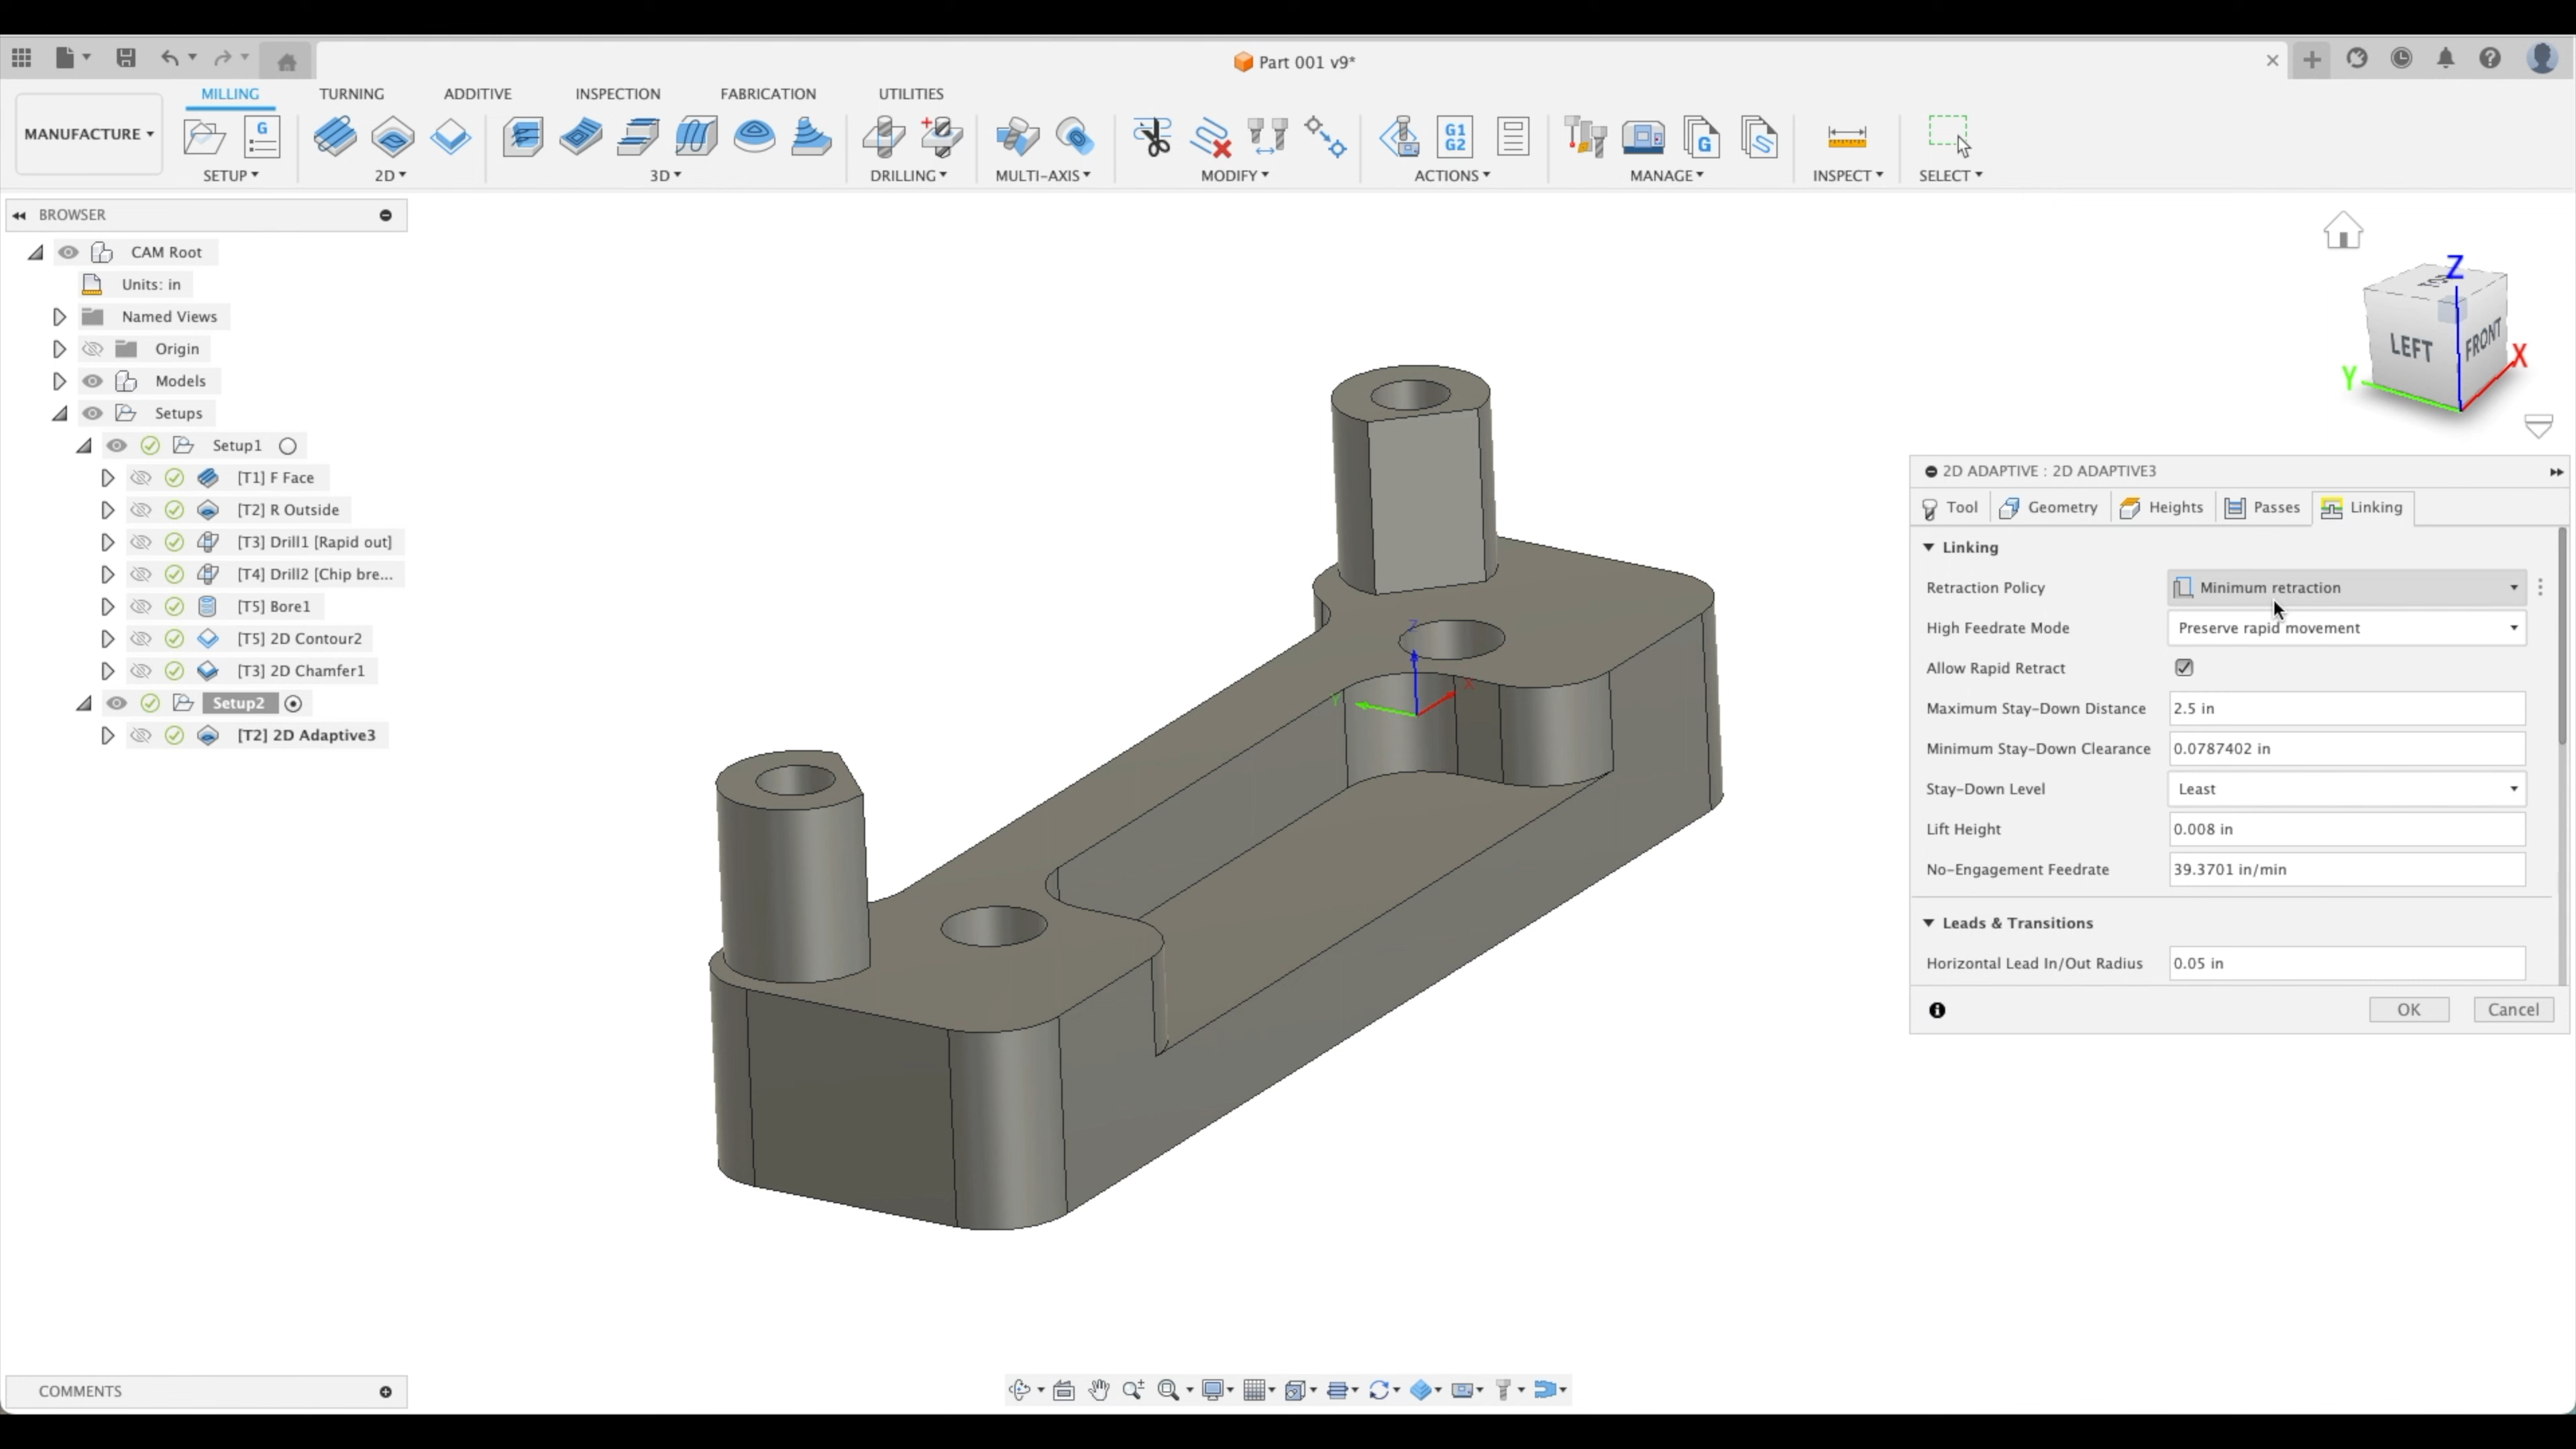 Part 001 v9*
MILLING TURNING ADDITIVE INSPECTION FABRICATION UTILITIES
MANUFACTURE
G
G1
G2
G
SETUP 2D 3D DRILLING MULTI-AXIS MODIFY ACTIONS MANAGE INSPECT SELECT
BROWSER
CAM Root
Units: in
Named Views
Origin
Models
Setups
Setup1
[T1] F Face
[T2] R Outside
[T3] Drill1 [Rapid out]
[T4] Drill2 [Chip bre...
[T5] Bore1
[T5] 2D Contour2
[T3] 2D Chamfer1
Setup2
[T2] 2D Adaptive3
Z
X
Y
Z
LEFT
FRONT
X
Y
2D ADAPTIVE : 2D ADAPTIVE3
Tool Geometry Heights Passes Linking
Linking
Retraction Policy Minimum retraction
High Feedrate Mode Preserve rapid movement
Allow Rapid Retract
Maximum Stay-Down Distance 2.5 in
Minimum Stay-Down Clearance 0.0787402 in
Stay-Down Level Least
Lift Height 0.008 in
No-Engagement Feedrate 39.3701 in/min
Leads & Transitions
Horizontal Lead In/Out Radius 0.05 in
OK Cancel
COMMENTS